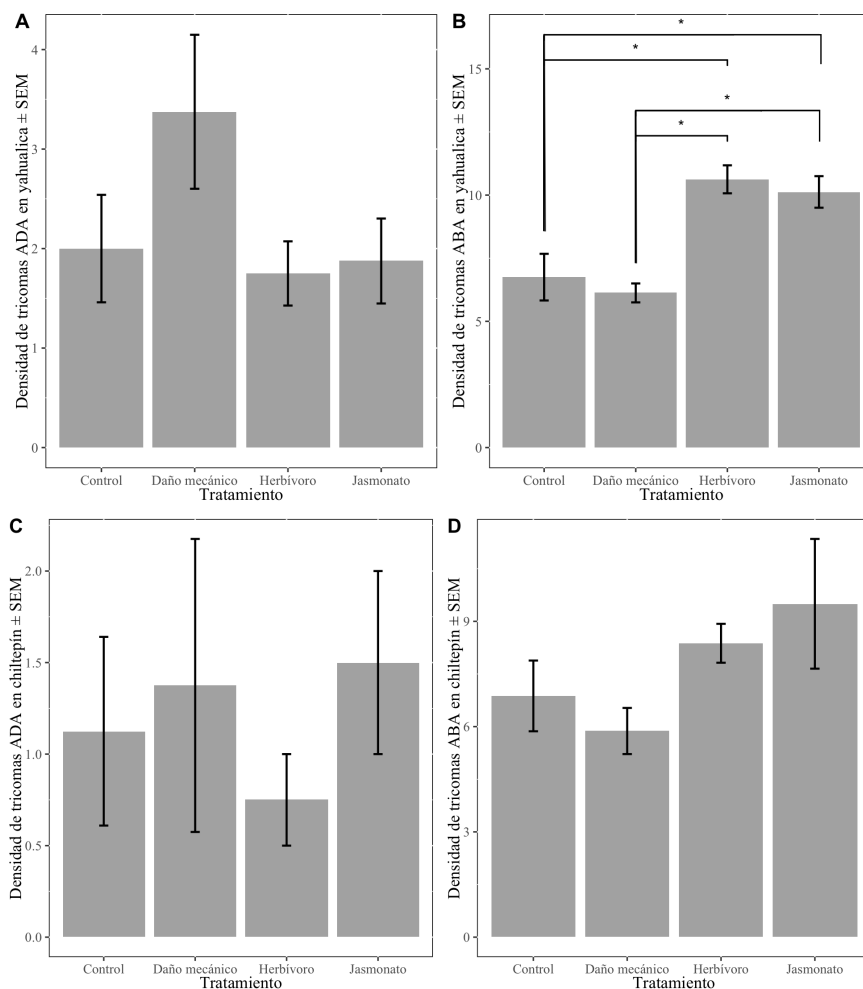 A
Densidad de tricomas ADA en yahualica ± SEM
4
3
2
1
0
Control
Daño mecánico
Herbívoro
Jasmonato
Tratamiento
B
Densidad de tricomas ABA en yahualica ± SEM
15
10
5
0
*
*
*
*
Control
Daño mecánico
Herbívoro
Jasmonato
Tratamiento
C
Densidad de tricomas ADA en chiltepín ± SEM
2.0
1.5
1.0
0.5
0.0
Control
Daño mecánico
Herbívoro
Jasmonato
Tratamiento
D
Densidad de tricomas ABA en chiltepín ± SEM
9
6
3
0
Control
Daño mecánico
Herbívoro
Jasmonato
Tratamiento